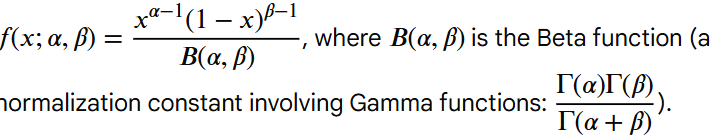 f(x; α, β) = x^{α−1}(1 − x)^{β−1} / B(α, β), where B(α, β) is the Beta function (a
normalization constant involving Gamma functions: Γ(α)Γ(β) / Γ(α + β)).